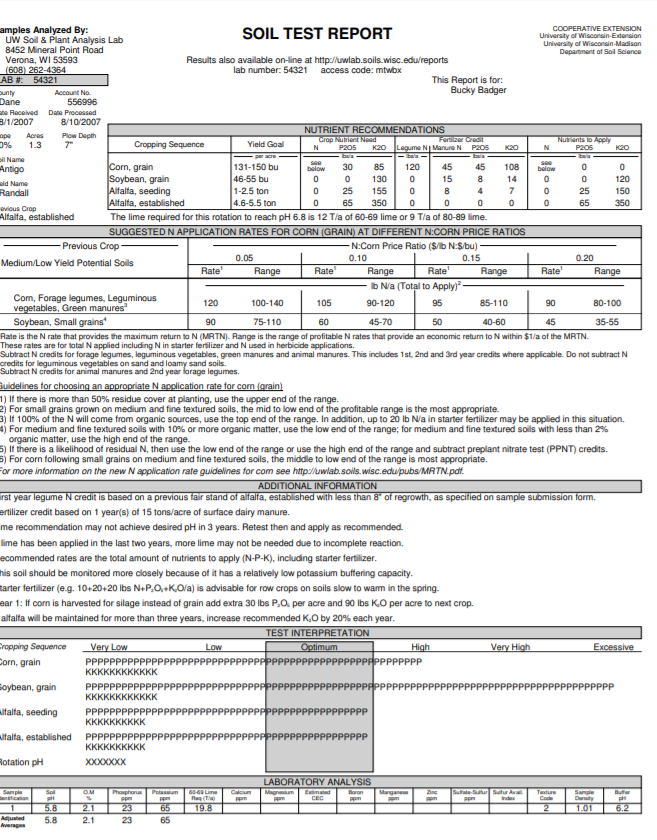 amples Analyzed By:
UW Soil & Plant Analysis Lab
8452 Mineral Point Road
Verona, WI 53593
(608) 262-4364
LAB #: 54321
SOIL TEST REPORT
Results also available on-line at http://uwlab.soils.wisc.edu/reports
lab number: 54321 access code: mtwbx
COOPERATIVE EXTENSION
University of Wisconsin-Extension
University of Wisconsin-Madison
Department of Soil Science
This Report is for:
Bucky Badger
ounty Account No.
Dane 556996
ate Received Date Processed
8/1/2007 8/10/2007
ope Acres Plow Depth
0% 1.3 7"
oil Name
Antigo
eld Name
Randall
evious Crop
Alfalfa, established
NUTRIENT RECOMMENDATIONS
Cropping Sequence Yield Goal Crop Nutrient Need Fertilizer Credit Nutrients to Apply
N P2O5 K2O Legume N Manure N P2O5 K2O N P2O5 K2O
per acre lbs/a lbs/a lbs/a lbs/a
Corn, grain 131-150 bu see below 30 85 120 45 45 108 see below 0 0
Soybean, grain 46-55 bu 0 0 130 0 15 8 14 0 0 120
Alfalfa, seeding 1-2.5 ton 0 25 155 0 8 4 7 0 25 150
Alfalfa, established 4.6-5.5 ton 0 65 350 0 0 0 0 0 65 350
The lime required for this rotation to reach pH 6.8 is 12 T/a of 60-69 lime or 9 T/a of 80-89 lime.
SUGGESTED N APPLICATION RATES FOR CORN (GRAIN) AT DIFFERENT N:CORN PRICE RATIOS
Previous Crop N:Corn Price Ratio ($/lb N:$/bu)
Medium/Low Yield Potential Soils 0.05 0.10 0.15 0.20
Rate¹ Range Rate¹ Range Rate¹ Range Rate¹ Range
lb N/a (Total to Apply)²
Corn, Forage legumes, Leguminous
vegetables, Green manures³ 120 100-140 105 90-120 95 85-110 90 80-100
Soybean, Small grains⁴ 90 75-110 60 45-70 50 40-60 45 35-55
Rate is the N rate that provides the maximum return to N (MRTN). Range is the range of profitable N rates that provide an economic return to N within $1/a of the MRTN.
These rates are for total N applied including N in starter fertilizer and N used in herbicide applications.
Subtract N credits for forage legumes, leguminous vegetables, green manures and animal manures. This includes 1st, 2nd and 3rd year credits where applicable. Do not subtract N
credits for leguminous vegetables on sand and loamy sand soils.
Subtract N credits for animal manures and 2nd year forage legumes.
Guidelines for choosing an appropriate N application rate for corn (grain)
1) If there is more than 50% residue cover at planting, use the upper end of the range.
2) For small grains grown on medium and fine textured soils, the mid to low end of the profitable range is the most appropriate.
3) If 100% of the N will come from organic sources, use the top end of the range. In addition, up to 20 lb N/a in starter fertilizer may be applied in this situation.
4) For medium and fine textured soils with 10% or more organic matter, use the low end of the range; for medium and fine textured soils with less than 2%
organic matter, use the high end of the range.
5) If there is a likelihood of residual N, then use the low end of the range or use the high end of the range and subtract preplant nitrate test (PPNT) credits.
6) For corn following small grains on medium and fine textured soils, the middle to low end of the range is most appropriate.
For more information on the new N application rate guidelines for corn see http://uwlab.soils.wisc.edu/pubs/MRTN.pdf.
ADDITIONAL INFORMATION
irst year legume N credit is based on a previous fair stand of alfalfa, established with less than 8" of regrowth, as specified on sample submission form.
ertilizer credit based on 1 year(s) of 15 tons/acre of surface dairy manure.
me recommendation may not achieve desired pH in 3 years. Retest then and apply as recommended.
lime has been applied in the last two years, more lime may not be needed due to incomplete reaction.
ecommended rates are the total amount of nutrients to apply (N-P-K), including starter fertilizer.
his soil should be monitored more closely because of it has a relatively low potassium buffering capacity.
tarter fertilizer (e.g. 10+20+20 lbs N+P₂O₅+K₂O/a) is advisable for row crops on soils slow to warm in the spring.
ear 1: If corn is harvested for silage instead of grain add extra 30 lbs P₂O₅ per acre and 90 lbs K₂O per acre to next crop.
alfalfa will be maintained for more than three years, increase recommended K₂O by 20% each year.
TEST INTERPRETATION
Cropping Sequence Very Low Low Optimum High Very High Excessive
Corn, grain
KKKKKKKKKKKK
Soybean, grain
KKKKKKKKKKKK
Alfalfa, seeding
KKKKKKKKKK
Alfalfa, established
KKKKKKKKKK
Rotation pH XXXXXXX
LABORATORY ANALYSIS
Sample Identification Soil pH O.M % Phosphorus ppm Potassium ppm 60-69 Lime Req (T/a) Calcium ppm Magnesium ppm Estimated CEC Boron ppm Manganese ppm Zinc ppm Sulfate-Sulfur ppm Sulfur Avail. Index Texture Code Sample Density Buffer pH
1 5.8 2.1 23 65 19.8 2 1.01 6.2
Adjusted Averages 5.8 2.1 23 65